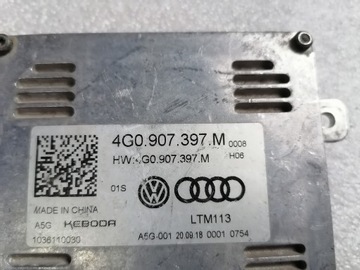 4G0.907.397.M 0008
HW:4G0.907.397.M H06
01S
MADE IN CHINA
LTM113
A5G KEBODA
A5G-001 20.09.18 0001 0754
1036110030